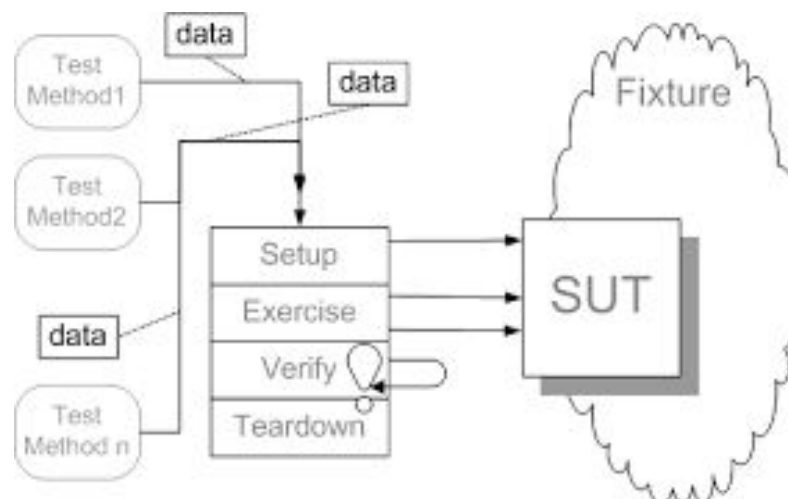 data
Test
Method1
data
Fixture
Test
Method2
Setup
SUT
Exercise
data
Verify
Test
Method n
Teardown